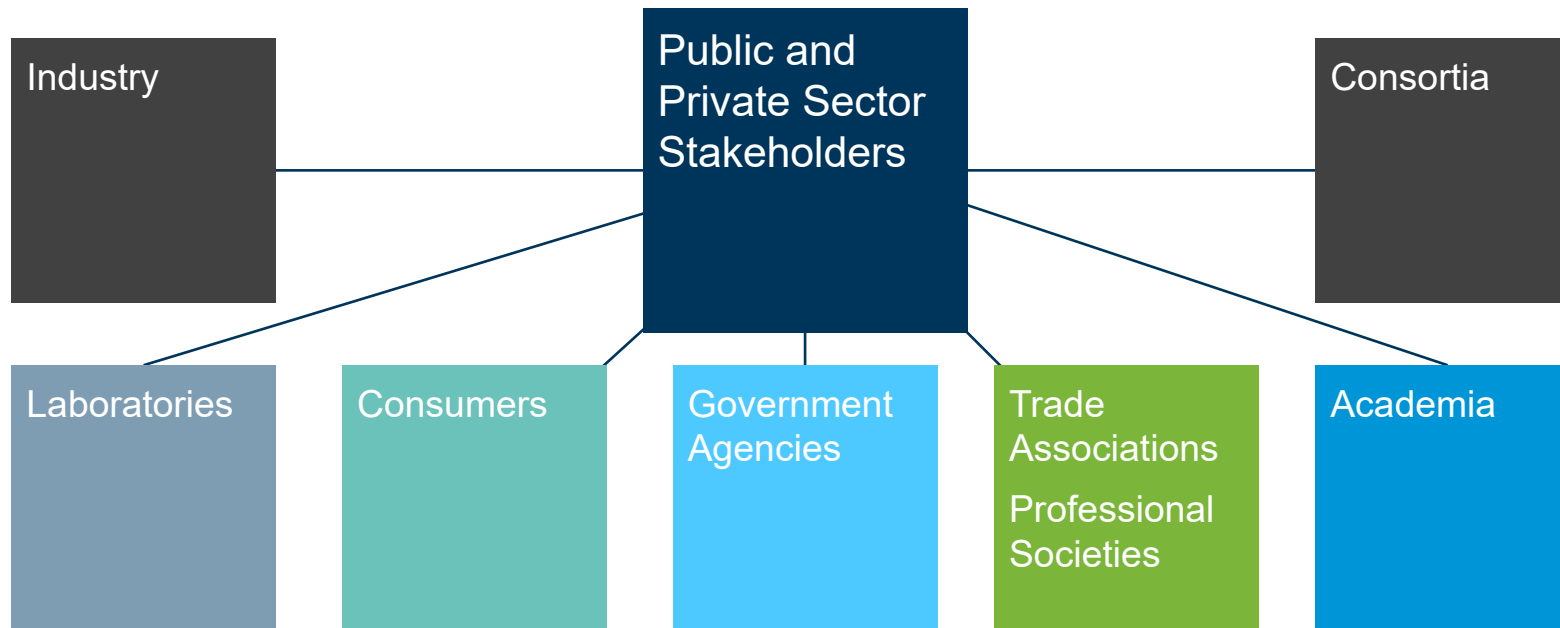 Industry
Public and
Private Sector
Stakeholders
Consortia
Laboratories
Consumers
Government
Agencies
Trade
Associations
Professional
Societies
Academia